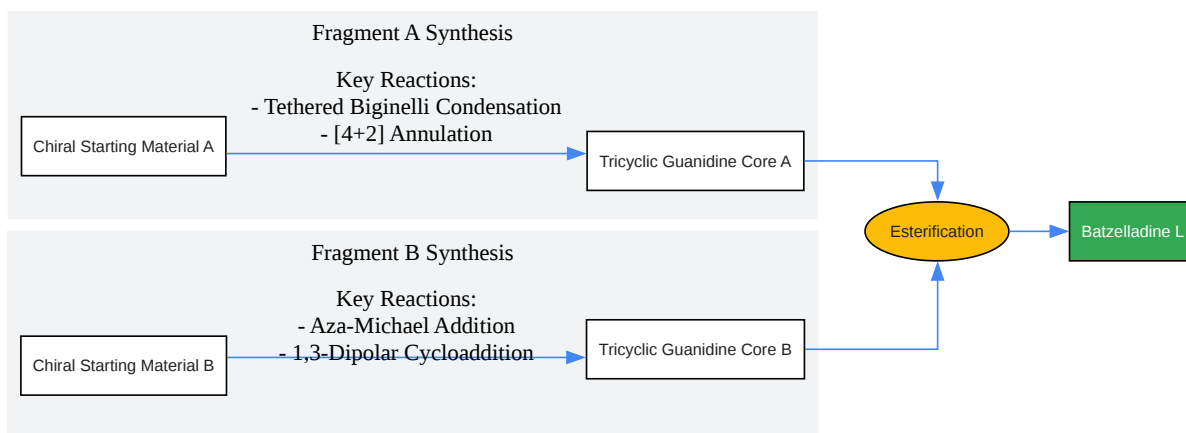 Fragment A Synthesis
Key Reactions:
- Tethered Biginelli Condensation
- [4+2] Annulation
Chiral Starting Material A
Tricyclic Guanidine Core A
Esterification
Batzelladine L
Fragment B Synthesis
Key Reactions:
- Aza-Michael Addition
- 1,3-Dipolar Cycloaddition
Chiral Starting Material B
Tricyclic Guanidine Core B